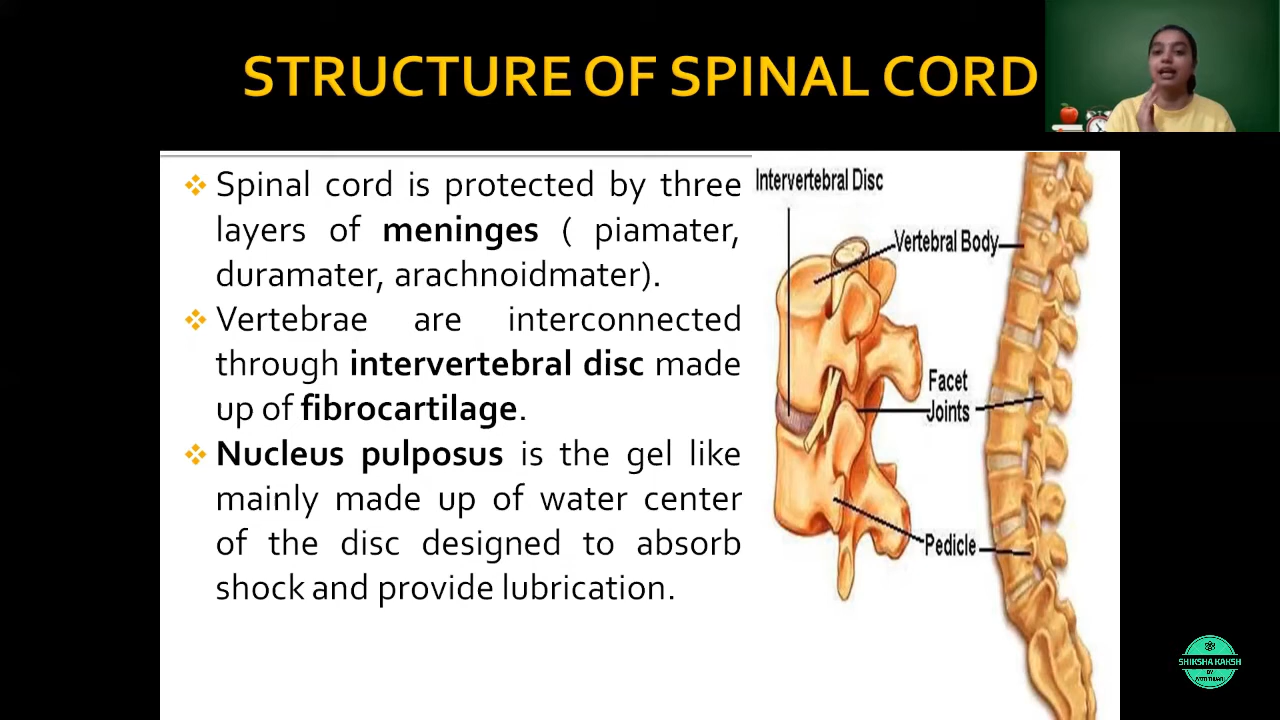 STRUCTURE OF SPINAL CORD
❖ Spinal cord is protected by three
layers of meninges ( piamater,
duramater, arachnoidmater).
❖ Vertebrae are interconnected
through intervertebral disc made
up of fibrocartilage.
❖ Nucleus pulposus is the gel like
mainly made up of water center
of the disc designed to absorb
shock and provide lubrication.
Intervertebral Disc
Vertebral Body
Facet
Joints
Pedicle
SHIKSHA KAKSH
BY
JYOTI TIWARI